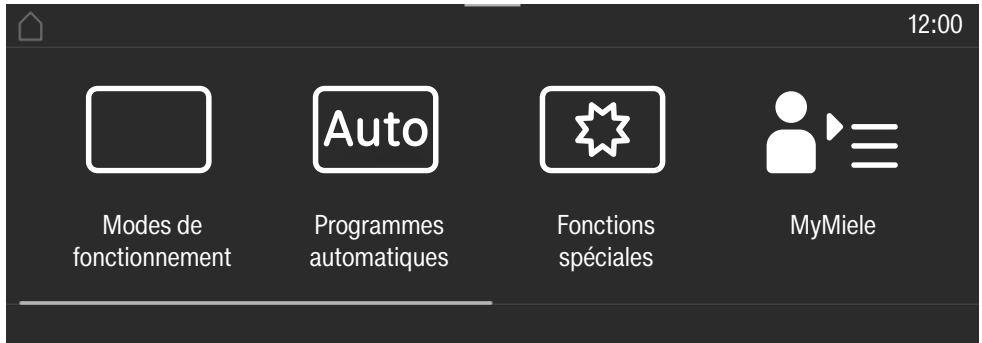 12:00
Auto
Modes de
fonctionnement
Programmes
automatiques
Fonctions
spéciales
MyMiele